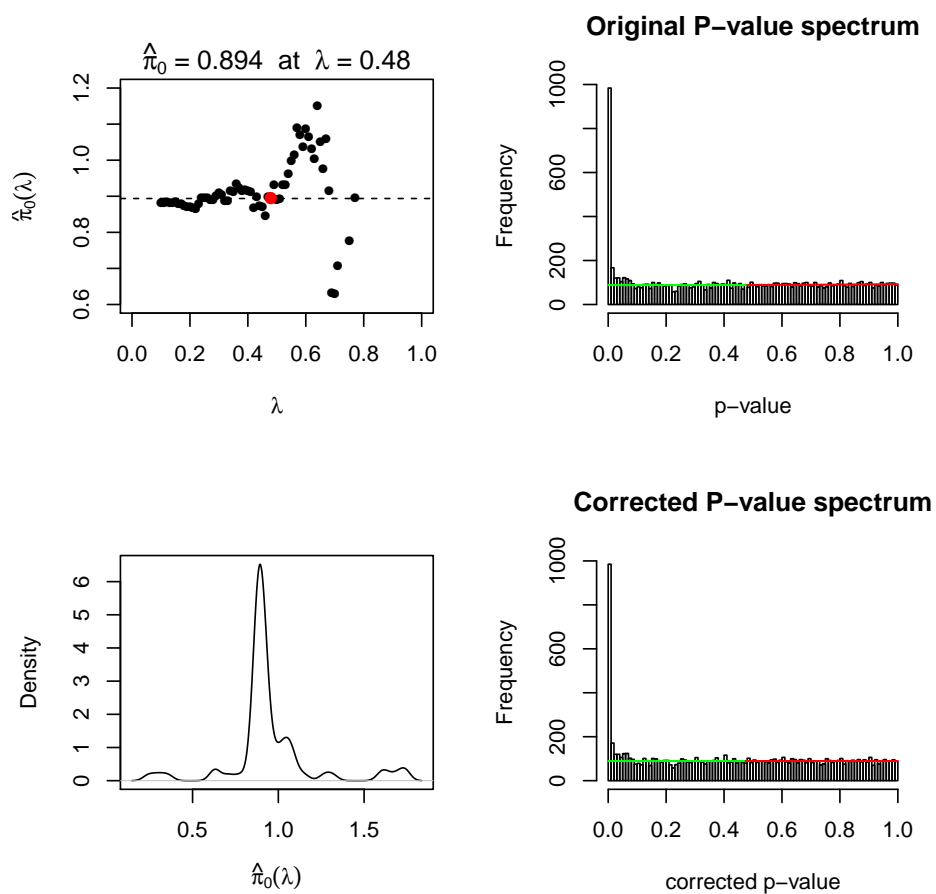 π̂₀ = 0.894 at λ = 0.48
π̂₀(λ)
1.2
1.0
0.8
0.6
0.0 0.2 0.4 0.6 0.8 1.0
λ
Original P−value spectrum
Frequency
1000
600
200
0
0.0 0.2 0.4 0.6 0.8 1.0
p−value
Density
6
5
4
3
2
1
0
0.5 1.0 1.5
π̂₀(λ)
Corrected P−value spectrum
Frequency
1000
600
200
0
0.0 0.2 0.4 0.6 0.8 1.0
corrected p−value